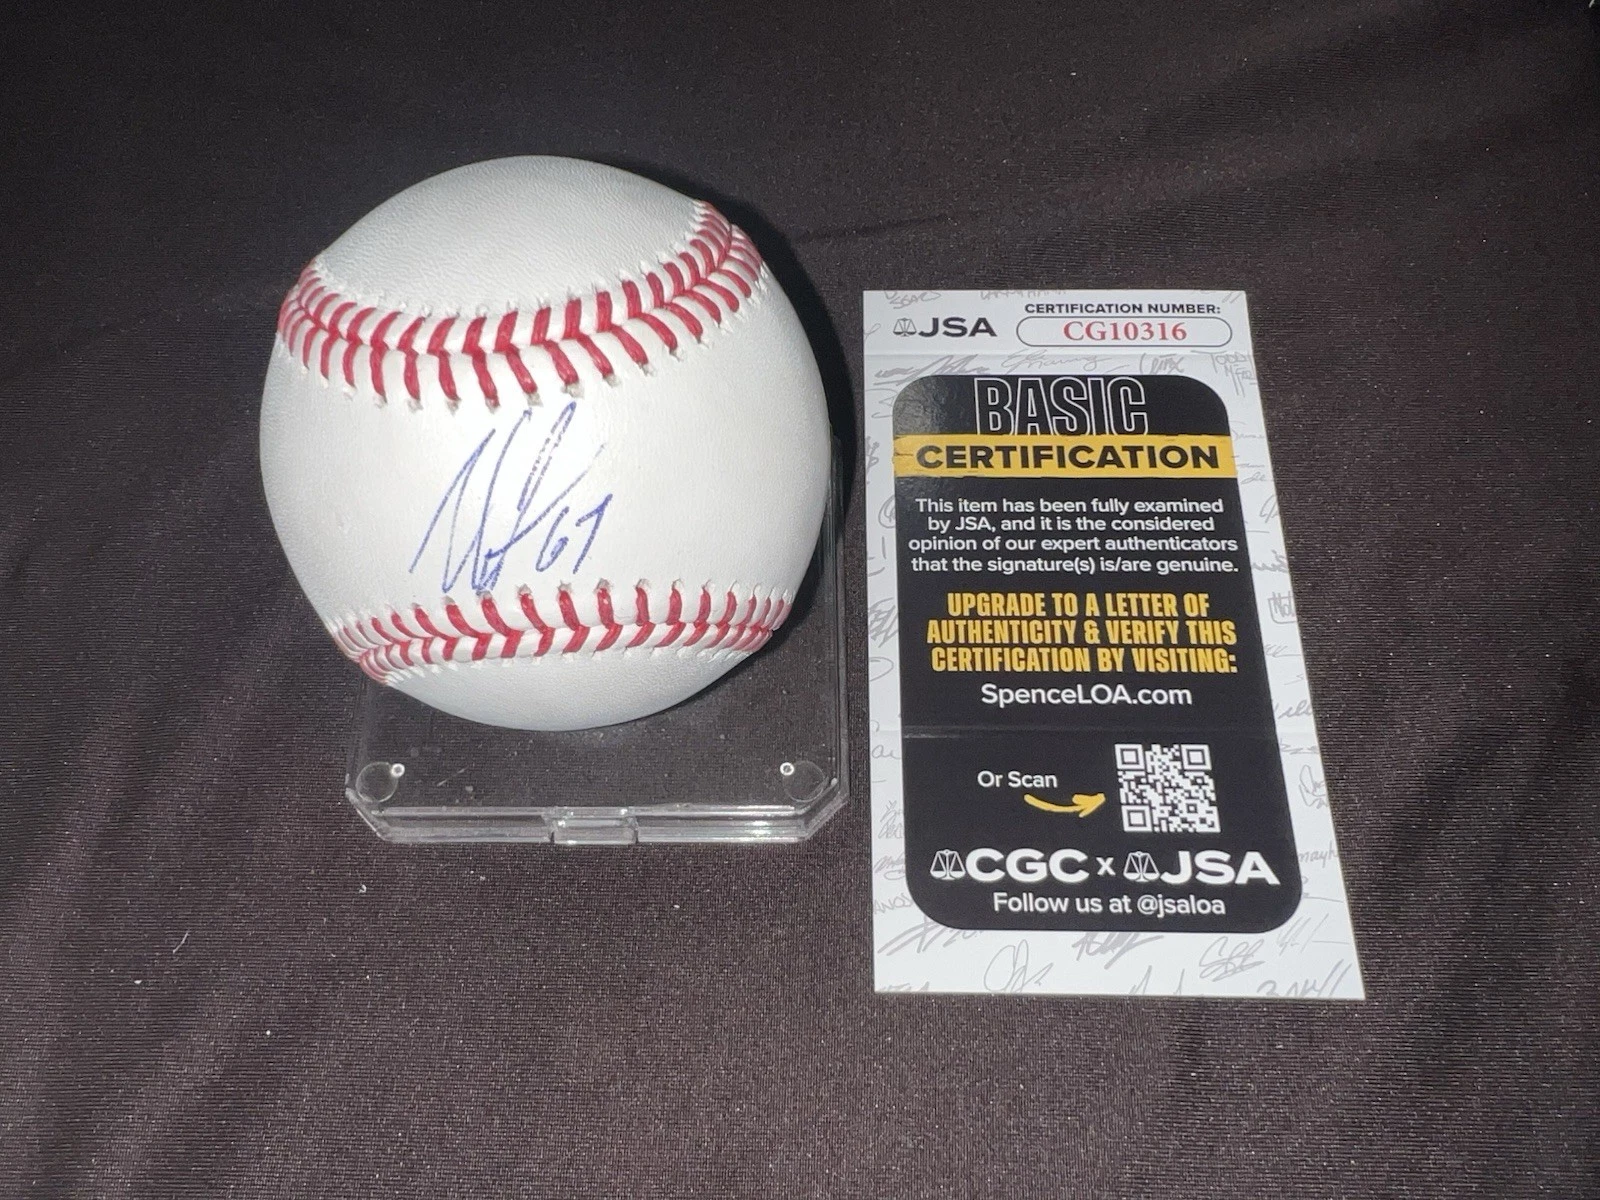 67
JSA
CERTIFICATION NUMBER:
CG10316
BASIC
CERTIFICATION
This item has been fully examined
by JSA, and it is the considered
opinion of our expert authenticators
that the signature(s) is/are genuine.
UPGRADE TO A LETTER OF
AUTHENTICITY & VERIFY THIS
CERTIFICATION BY VISITING:
SpenceLOA.com
Or Scan
CGC x JSA
Follow us at @jsaloa